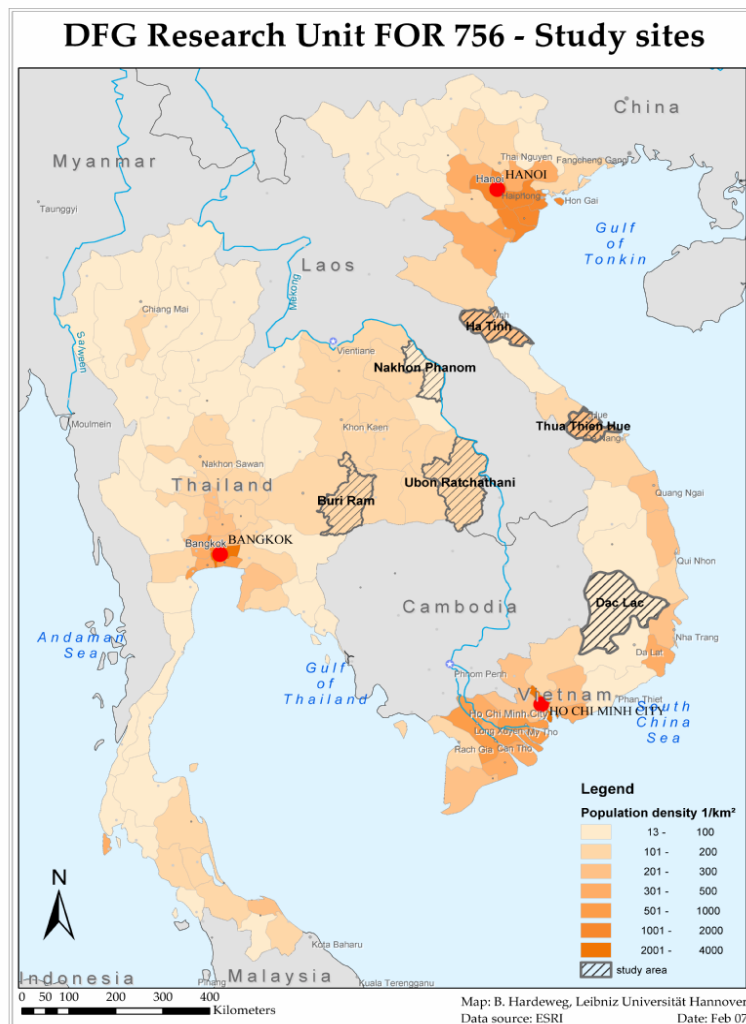 DFG Research Unit FOR 756 - Study sites
China
Myanmar
Thai Nguyen
Fangcheng Gang
Hanoi
HANOI
Haiphong
Hon Gai
Taunggyi
Gulf
of
Tonkin
Laos
Mekong
Chiang Mai
Salween
Vinh
Ha Tinh
Vientiane
Nakhon Phanom
Moulmein
Khon Kaen
Hue
Thua Thien Hue
Da Nang
Nakhon Sawan
Thailand
Ubon Ratchathani
Buri Ram
Quang Ngai
Bangkok
BANGKOK
Qui Nhon
Cambodia
Dac Lac
Andaman
Sea
Nha Trang
Da Lat
Gulf
of
Thailand
Phnom Penh
Vietnam
Phan Thiet
South
China
Sea
Ho Chi Minh City
HO CHI MINH CITY
Long Xuyen
My Tho
Rach Gia
Can Tho
Legend
Population density 1/km²
13 - 100
101 - 200
201 - 300
301 - 500
501 - 1000
1001 - 2000
2001 - 4000
study area
N
Kota Baharu
Indonesia
Pinang
Malaysia
Kuala Terengganu
0 50 100 200 300 400
Kilometers
Map: B. Hardeweg, Leibniz Universität Hannover
Data source: ESRI
Date: Feb 07